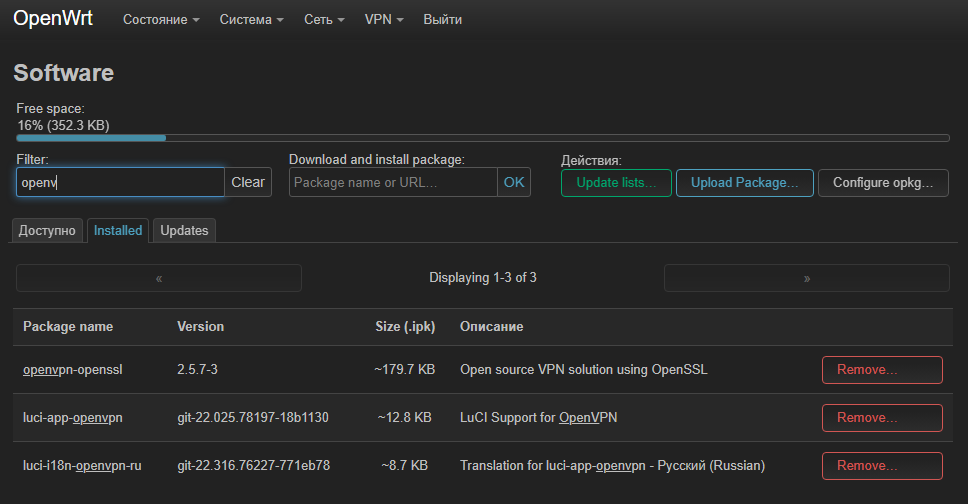 OpenWrt Состояние Система Сеть VPN Выйти
Software
Free space:
16% (352.3 KB)
Filter: Download and install package: Действия:
openv Clear Package name or URL... OK Update lists... Upload Package... Configure opkg...
Доступно Installed Updates
« Displaying 1-3 of 3 »
Package name Version Size (.ipk) Описание
openvpn-openssl 2.5.7-3 ~179.7 KB Open source VPN solution using OpenSSL Remove...
luci-app-openvpn git-22.025.78197-18b1130 ~12.8 KB LuCI Support for OpenVPN Remove...
luci-i18n-openvpn-ru git-22.316.76227-771eb78 ~8.7 KB Translation for luci-app-openvpn - Русский (Russian) Remove...